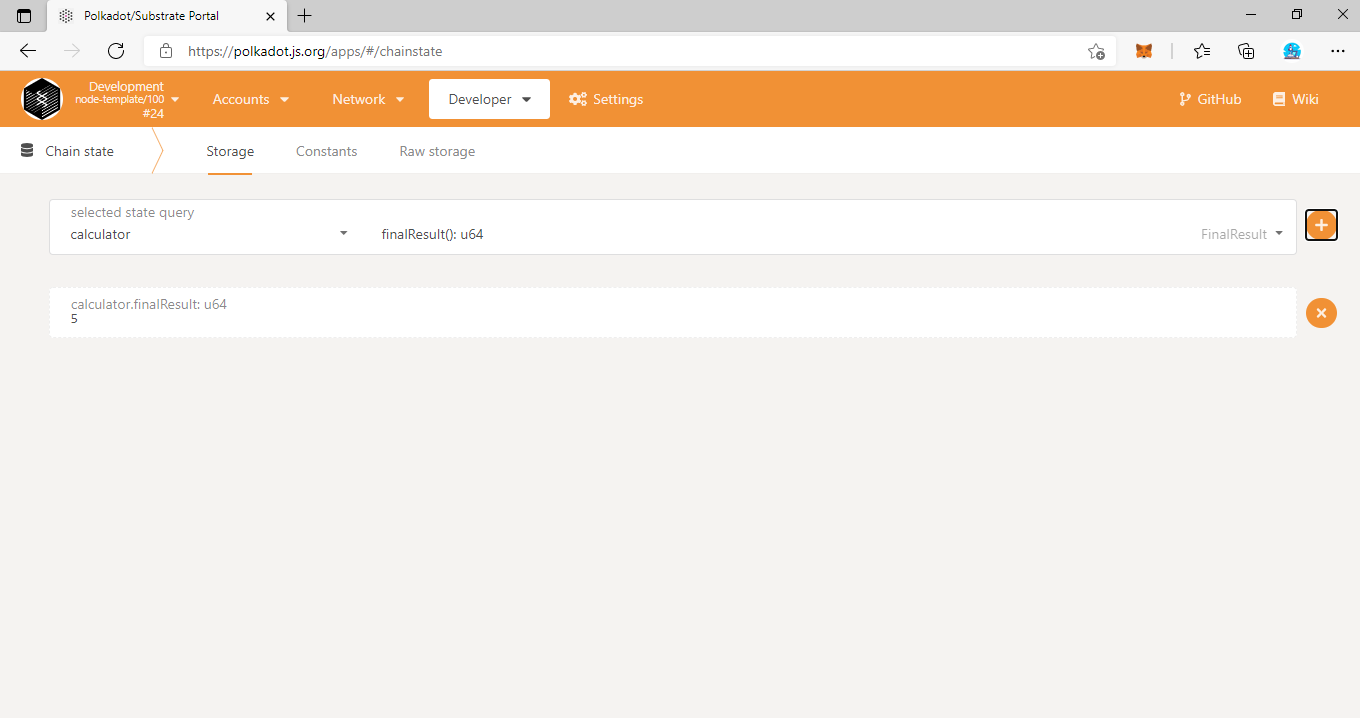 Polkadot/Substrate Portal
https://polkadot.js.org/apps/#/chainstate
Development
node-template/100
#24
Accounts
Network
Developer
Settings
GitHub
Wiki
Chain state
Storage
Constants
Raw storage
selected state query
calculator
finalResult(): u64
FinalResult
calculator.finalResult: u64
5